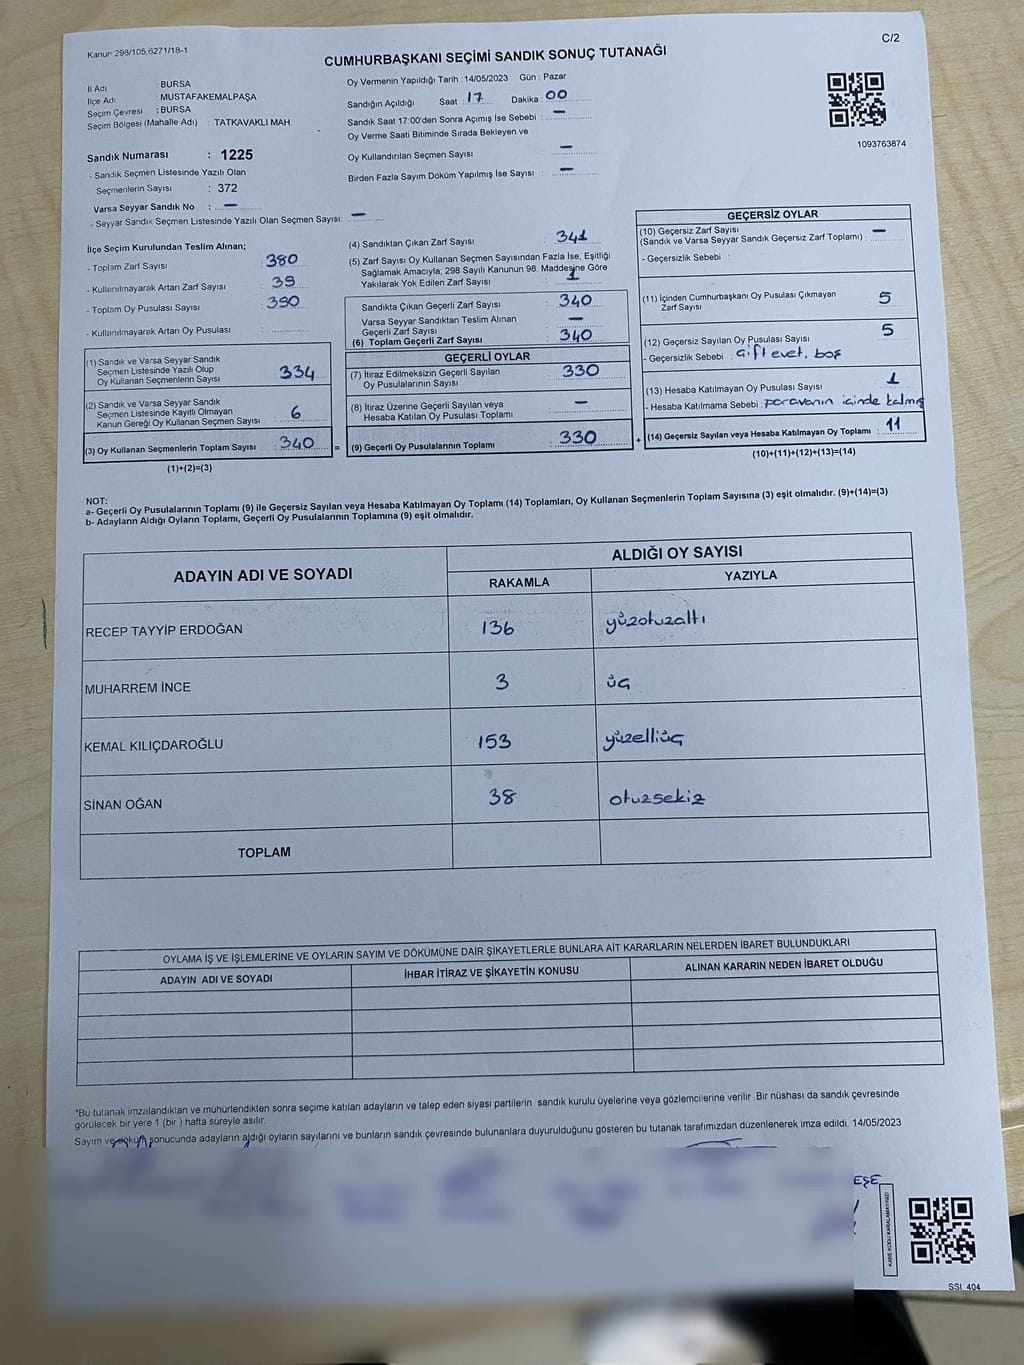 Kanun 298/105,6271/18-1
C/2
CUMHURBAŞKANI SEÇİMİ SANDIK SONUÇ TUTANAĞI
İl Adı : BURSA
İlçe Adı : MUSTAFAKEMALPAŞA
Seçim Çevresi : BURSA
Seçim Bölgesi (Mahalle Adı) : TATKAVAKLI MAH.
Sandık Numarası : 1225
- Sandık Seçmen Listesinde Yazılı Olan
Seçmenlerin Sayısı : 372
Varsa Seyyar Sandık No : —
- Seyyar Sandık Seçmen Listesinde Yazılı Olan Seçmen Sayısı: —
Oy Vermenin Yapıldığı Tarih : 14/05/2023 Gün : Pazar
Sandığın Açıldığı Saat : 17 Dakika : 00
Sandık Saat 17:00'den Sonra Açımış İse Sebebi : —
Oy Verme Saati Bitiminde Sırada Bekleyen ve
Oy Kullandırılan Seçmen Sayısı : —
Birden Fazla Sayım Döküm Yapılmış İse Sayısı : —
1093763874
İlçe Seçim Kurulundan Teslim Alınan;
- Toplam Zarf Sayısı : 380
- Kullanılmayarak Artan Zarf Sayısı : 39
- Toplam Oy Pusulası Sayısı : 390
- Kullanılmayarak Artan Oy Pusulası :
(1) Sandık ve Varsa Seyyar Sandık
Seçmen Listesinde Yazılı Olup
Oy Kullanan Seçmenlerin Sayısı : 334
(2) Sandık ve Varsa Seyyar Sandık
Seçmen Listesinde Kayıtlı Olmayan
Kanun Gereği Oy Kullanan Seçmen Sayısı : 6
(3) Oy Kullanan Seçmenlerin Toplam Sayısı : 340 =
(1)+(2)=(3)
(4) Sandıktan Çıkan Zarf Sayısı : 341
(5) Zarf Sayısı Oy Kullanan Seçmen Sayısından Fazla İse, Eşitliği
Sağlamak Amacıyla; 298 Sayılı Kanunun 98. Maddesine Göre
Yakılarak Yok Edilen Zarf Sayısı : 1
Sandıkta Çıkan Geçerli Zarf Sayısı : 340
Varsa Seyyar Sandıktan Teslim Alınan
Geçerli Zarf Sayısı : —
(6) Toplam Geçerli Zarf Sayısı : 340
GEÇERLİ OYLAR
(7) İtiraz Edilmeksizin Geçerli Sayılan
Oy Pusulalarının Sayısı : 330
(8) İtiraz Üzerine Geçerli Sayılan ve
Hesaba Katılan Oy Pusulası Toplamı : —
(9) Geçerli Oy Pusulalarının Toplamı : 330 +
GEÇERSİZ OYLAR
(10) Geçersiz Zarf Sayısı
(Sandık ve Varsa Seyyar Sandık Geçersiz Zarf Toplamı) : —
- Geçersizlik Sebebi :
(11) İçinden Cumhurbaşkanı Oy Pusulası Çıkmayan
Zarf Sayısı : 5
(12) Geçersiz Sayılan Oy Pusulası Sayısı : 5
- Geçersizlik Sebebi : Çift evet, boş
(13) Hesaba Katılmayan Oy Pusulası Sayısı : 1
- Hesaba Katılmama Sebebi : paravanın içinde kalmış
(14) Geçersiz Sayılan veya Hesaba Katılmayan Oy Toplamı : 11
(10)+(11)+(12)+(13)=(14)
NOT:
a- Geçerli Oy Pusulalarının Toplamı (9) ile Geçersiz Sayılan veya Hesaba Katılmayan Oy Toplamı (14) Toplamları, Oy Kullanan Seçmenlerin Toplam Sayısına (3) eşit olmalıdır. (9)+(14)=(3)
b- Adayların Aldığı Oyların Toplamı, Geçerli Oy Pusulalarının Toplamına (9) eşit olmalıdır.
ADAYIN ADI VE SOYADI
ALDIĞI OY SAYISI
RAKAMLA YAZIYLA
RECEP TAYYİP ERDOĞAN 136 yüzotuzaltı
MUHARREM İNCE 3 üç
KEMAL KILIÇDAROĞLU 153 yüzelliüç
SİNAN OĞAN 38 otuzsekiz
TOPLAM
OYLAMA İŞ VE İŞLEMLERİNE VE OYLARIN SAYIM VE DÖKÜMÜNE DAİR ŞİKAYETLERLE BUNLARA AİT KARARLARIN NELERDEN İBARET BULUNDUKLARI
ADAYIN ADI VE SOYADI İHBAR İTİRAZ VE ŞİKAYETİN KONUSU ALINAN KARARIN NEDEN İBARET OLDUĞU
*Bu tutanak imzalandıktan ve mühürlendikten sonra seçime katılan adayların ve talep eden siyasi partilerin sandık kurulu üyelerine veya gözlemcilerine verilir .Bir nüshası da sandık çevresinde
görülecek bir yere 1 (bir ) hafta süreyle asılır.
Sayım ve döküm sonucunda adayların aldığı oyların sayılarını ve bunların sandık çevresinde bulunanlara duyurulduğunu gösteren bu tutanak tarafımızdan düzenlenerek imza edildi. 14/05/2023
EŞE
KARE KODU KARALAMAYINIZ!
SSI_404